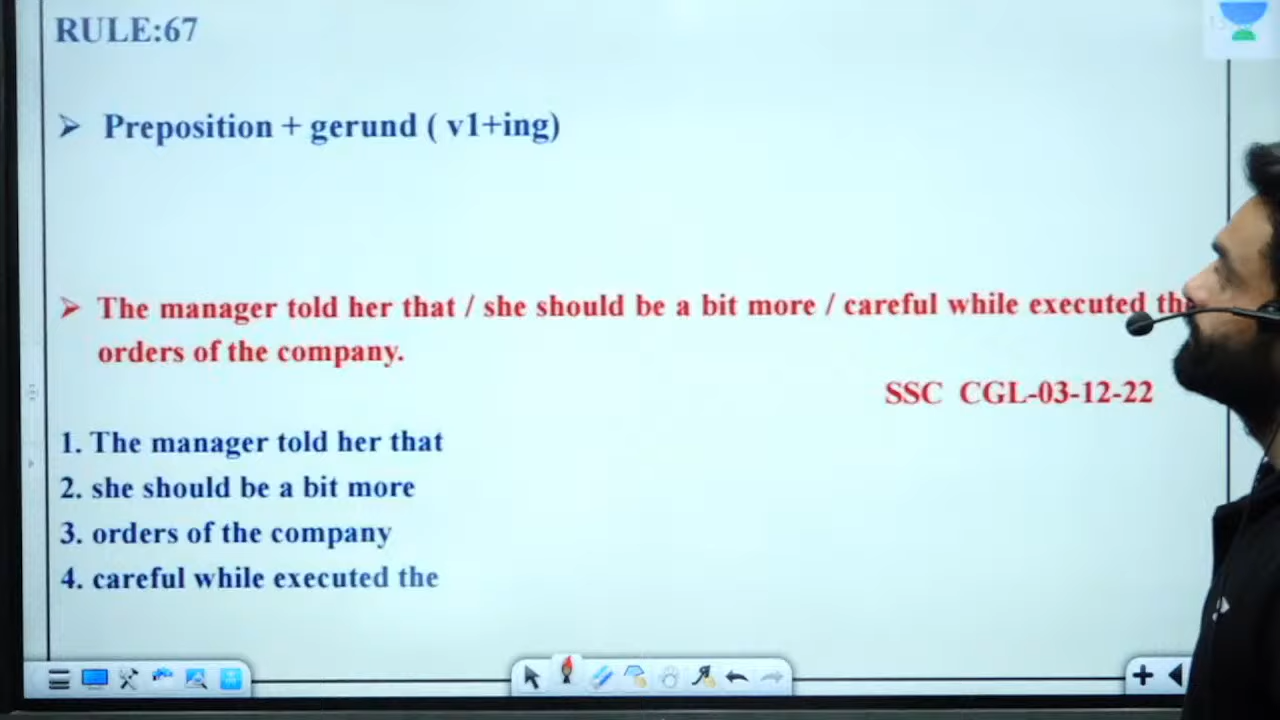 RULE:67
➢ Preposition + gerund ( v1+ing)
➢ The manager told her that / she should be a bit more / careful while executed the
orders of the company.
SSC CGL-03-12-22
1. The manager told her that
2. she should be a bit more
3. orders of the company
4. careful while executed the